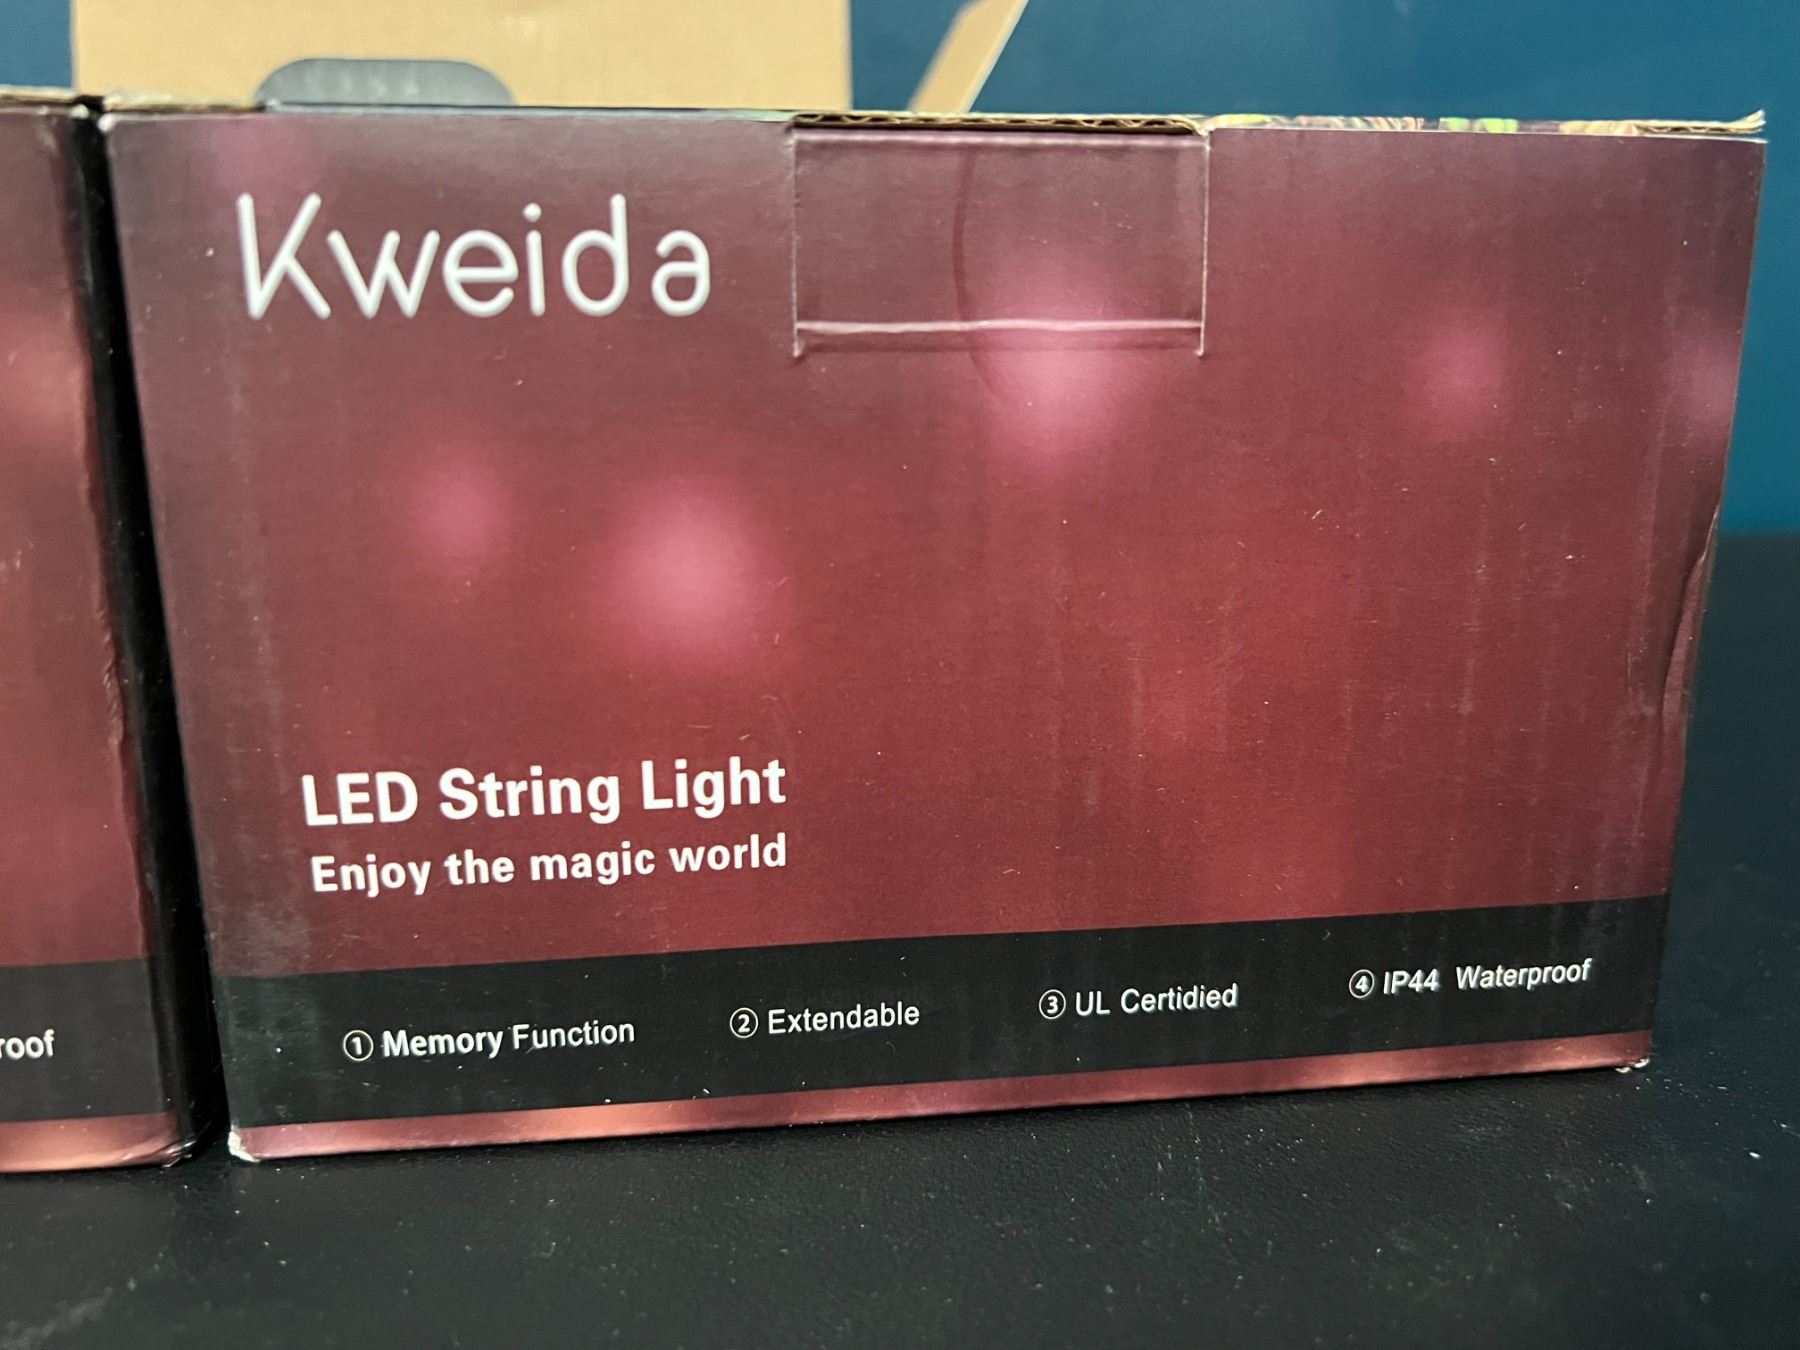 Kweida
LED String Light
Enjoy the magic world
① Memory Function ② Extendable ③ UL Certidied ④ IP44 Waterproof
roof